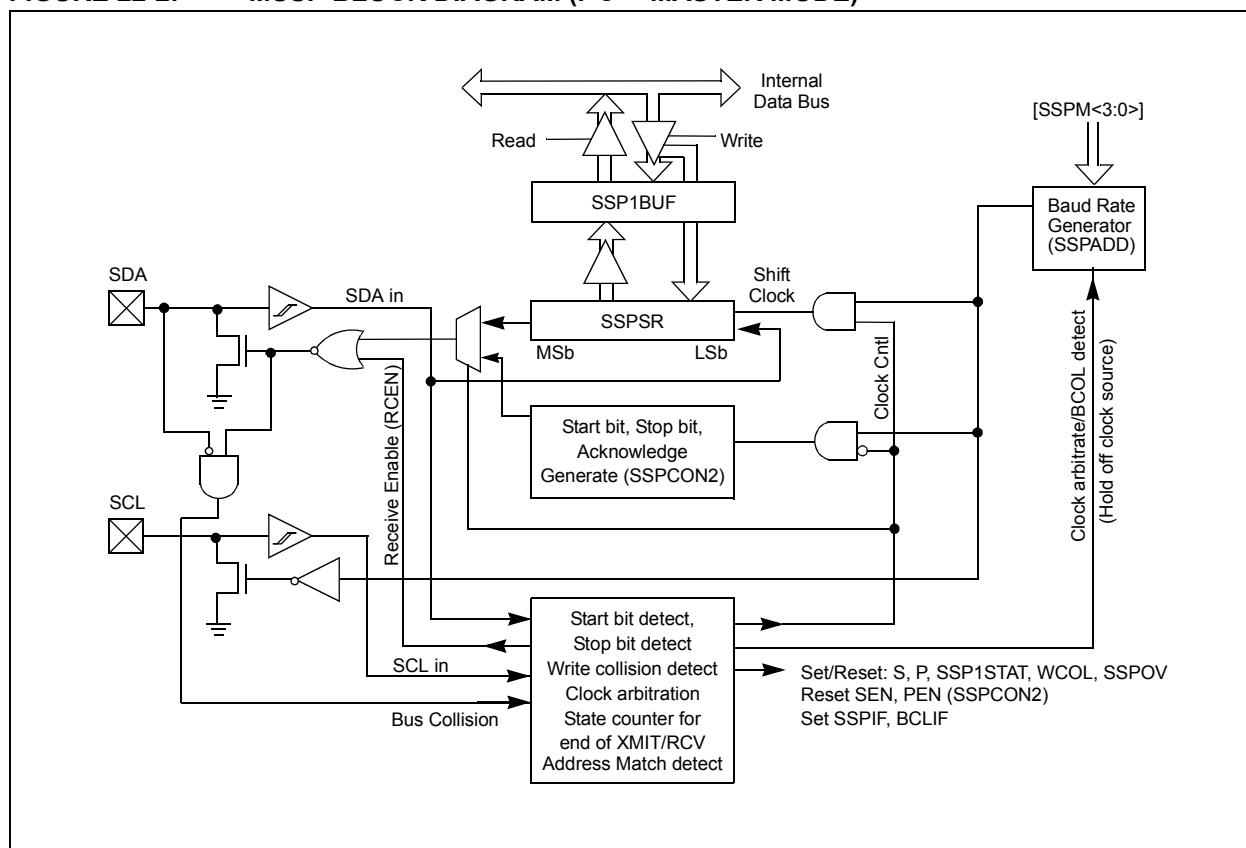 Internal
Data Bus
[SSPM<3:0>]
Read
Write
SSP1BUF
Baud Rate
Generator
(SSPADD)
SDA
SDA in
Shift
Clock
SSPSR
MSb
LSb
Clock Cntl
Receive Enable (RCEN)
Start bit, Stop bit,
Acknowledge
Generate (SSPCON2)
Clock arbitrate/BCOL detect
(Hold off clock source)
SCL
SCL in
Bus Collision
Start bit detect,
Stop bit detect
Write collision detect
Clock arbitration
State counter for
end of XMIT/RCV
Address Match detect
Set/Reset: S, P, SSP1STAT, WCOL, SSPOV
Reset SEN, PEN (SSPCON2)
Set SSPIF, BCLIF